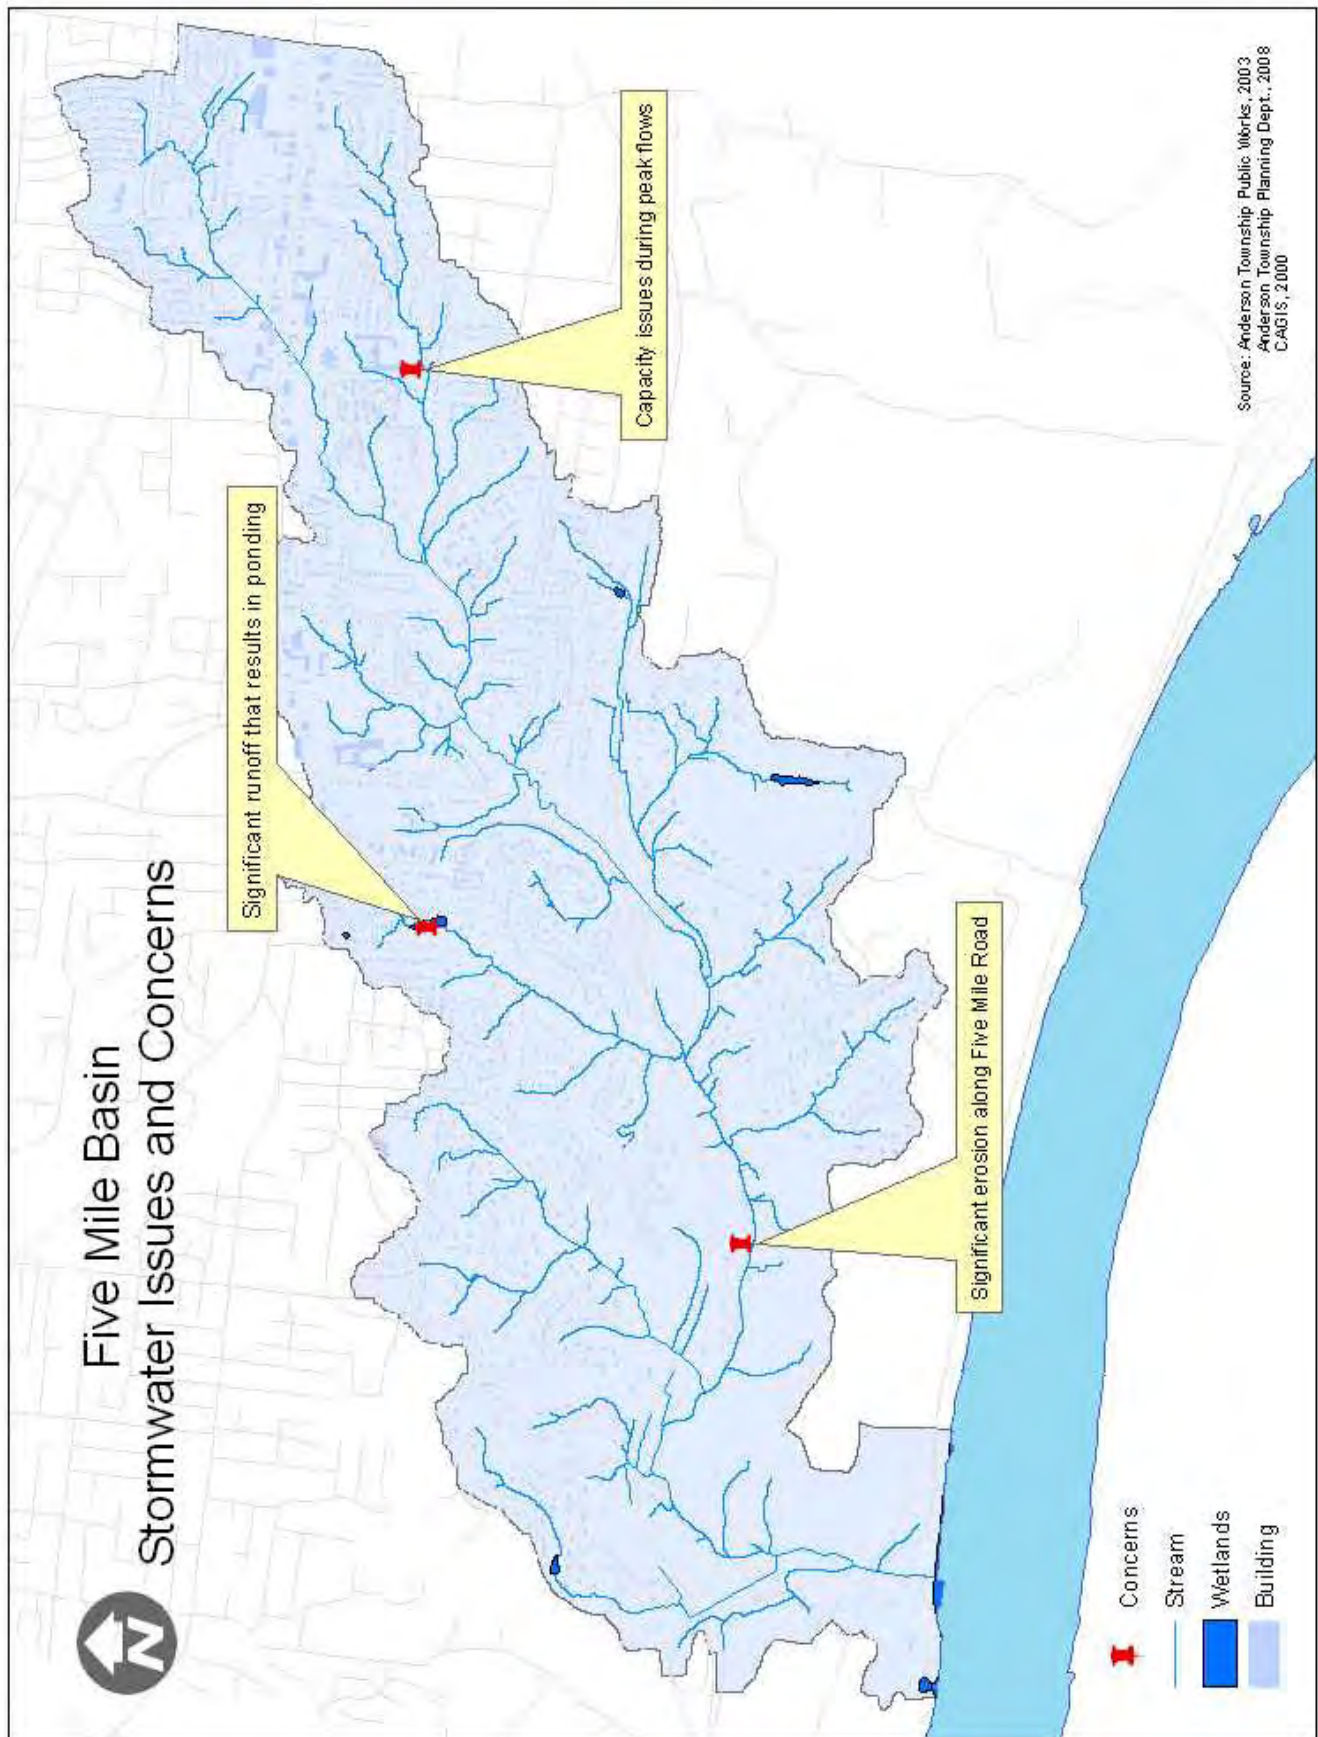 Five Mile Basin
Stormwater Issues and Concerns
N
Significant runoff that results in ponding
Capacity issues during peak flows
Significant erosion along Five Mile Road
Concerns
Stream
Wetlands
Building
Source: Anderson Township Public Works, 2003
Anderson Township Planning Dept., 2008
CAGIS, 2000